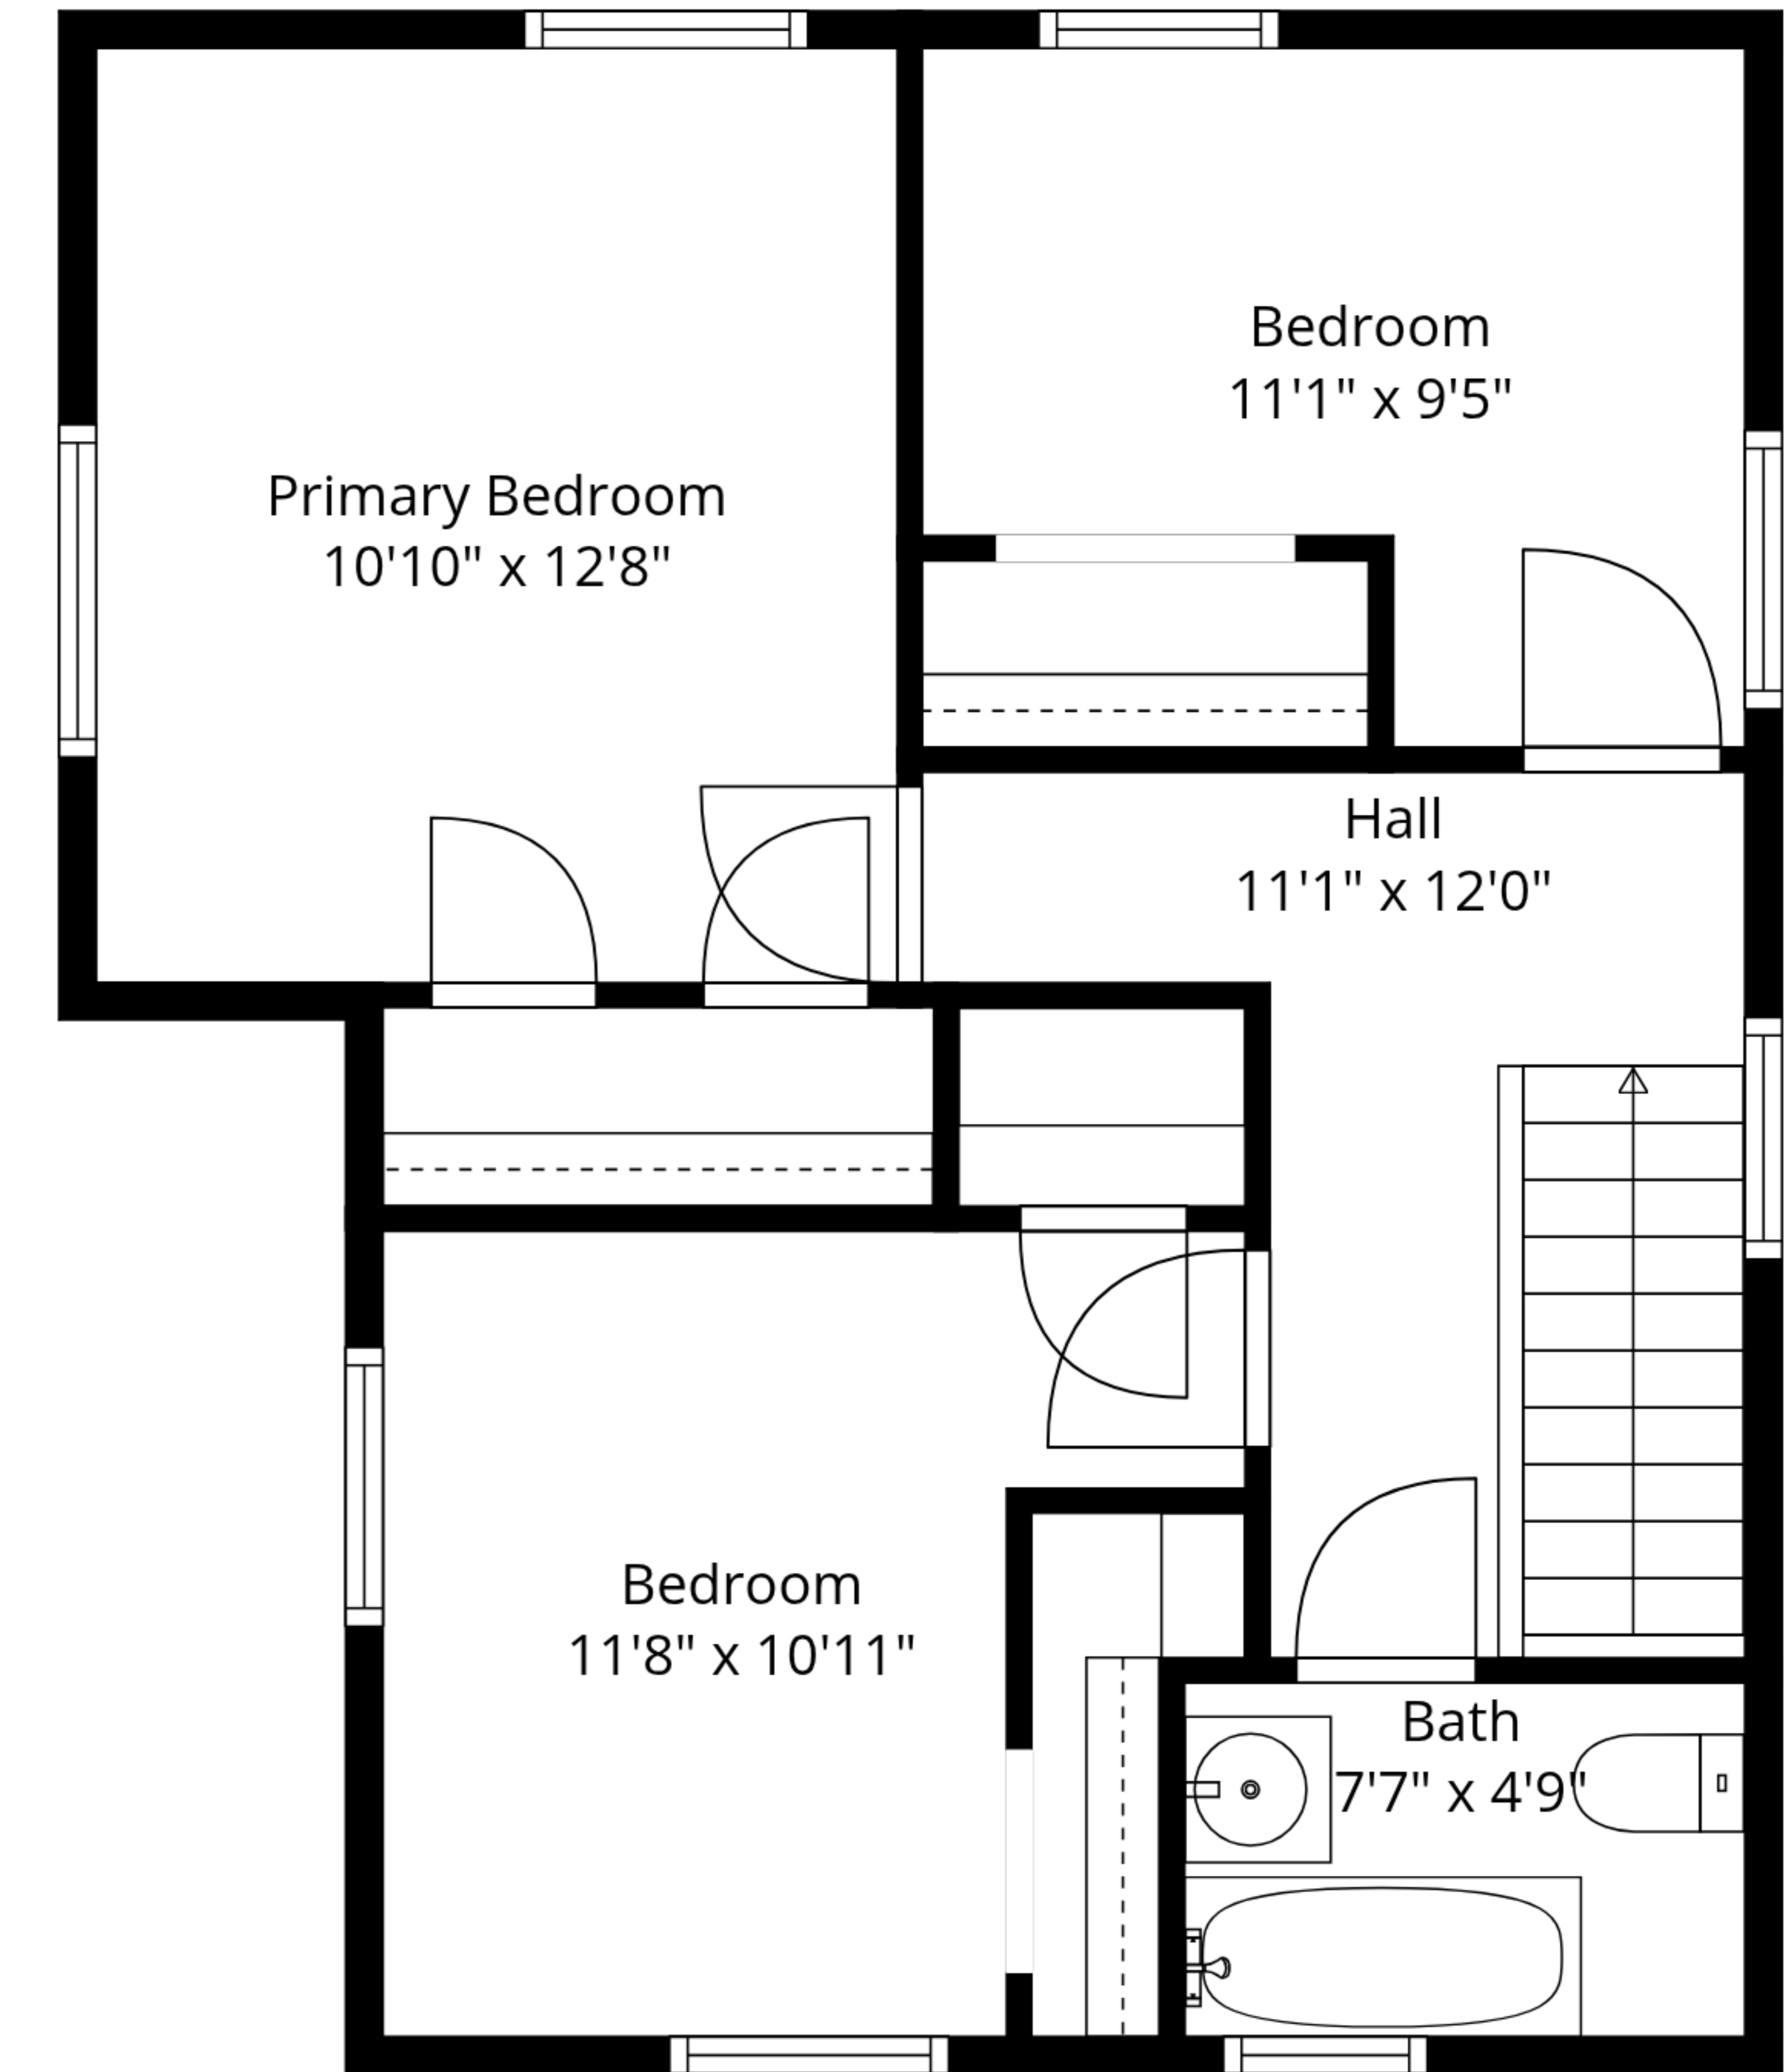 Bedroom
11'1" x 9'5"
Primary Bedroom
10'10" x 12'8"
Hall
11'1" x 12'0"
Bedroom
11'8" x 10'11"
Bath
7'7" x 4'9"